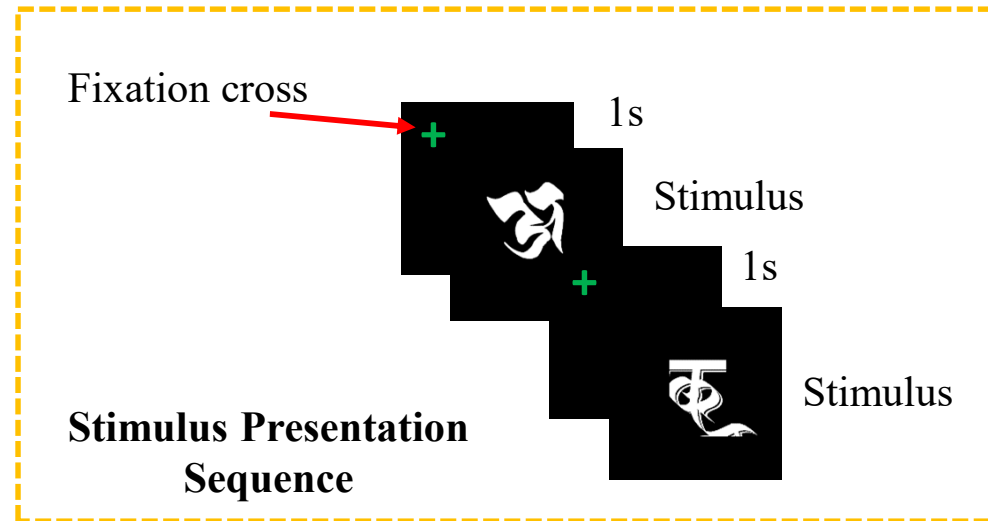 Fixation cross
1s
Stimulus
1s
Stimulus
Stimulus Presentation
Sequence